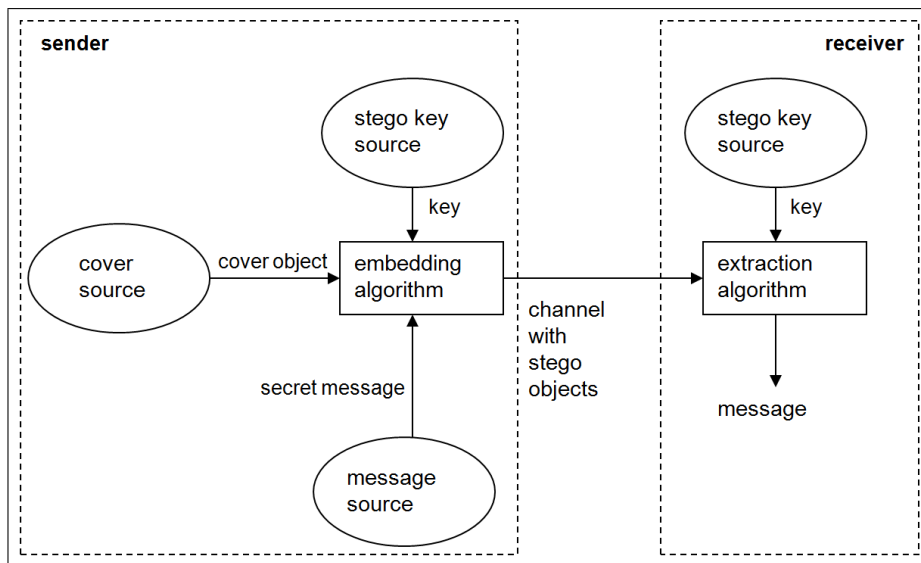 sender
receiver
stego key
source
stego key
source
key
key
cover
source
cover object
embedding
algorithm
extraction
algorithm
channel
with
stego
objects
secret message
message
message
source